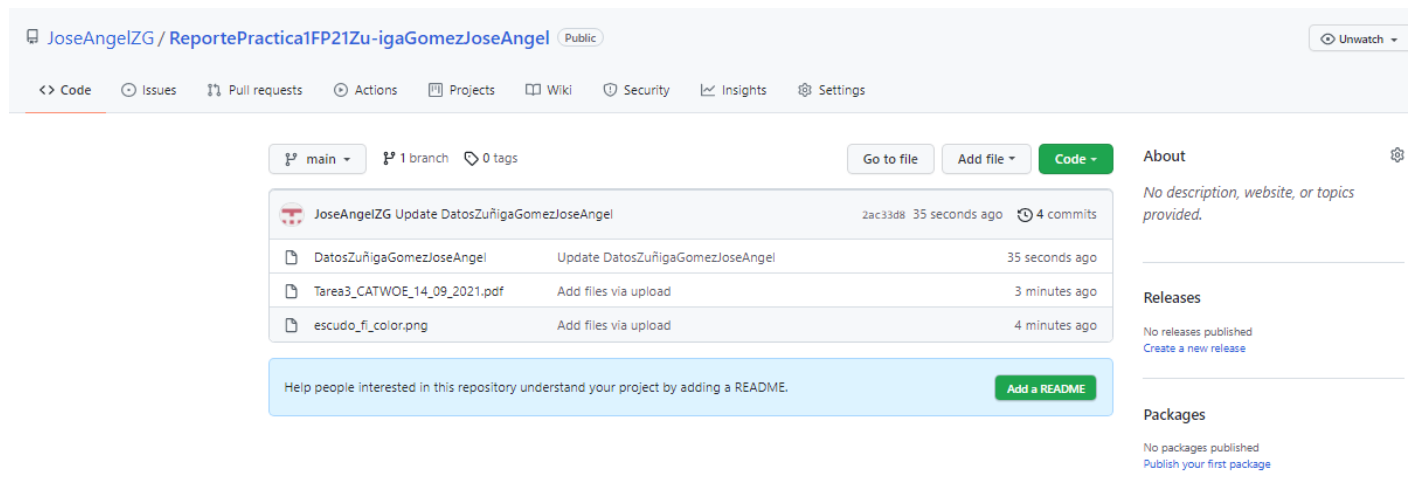 JoseAngelZG / ReportePractica1FP21Zu-igaGomezJoseAngel Public
Unwatch
<> Code Issues Pull requests Actions Projects Wiki Security Insights Settings
main 1 branch 0 tags Go to file Add file Code
JoseAngelZG Update DatosZuñigaGomezJoseAngel 2ac33d8 35 seconds ago 4 commits
DatosZuñigaGomezJoseAngel Update DatosZuñigaGomezJoseAngel 35 seconds ago
Tarea3_CATWOE_14_09_2021.pdf Add files via upload 3 minutes ago
escudo_fi_color.png Add files via upload 4 minutes ago
Help people interested in this repository understand your project by adding a README. Add a README
About
No description, website, or topics
provided.
Releases
No releases published
Create a new release
Packages
No packages published
Publish your first package